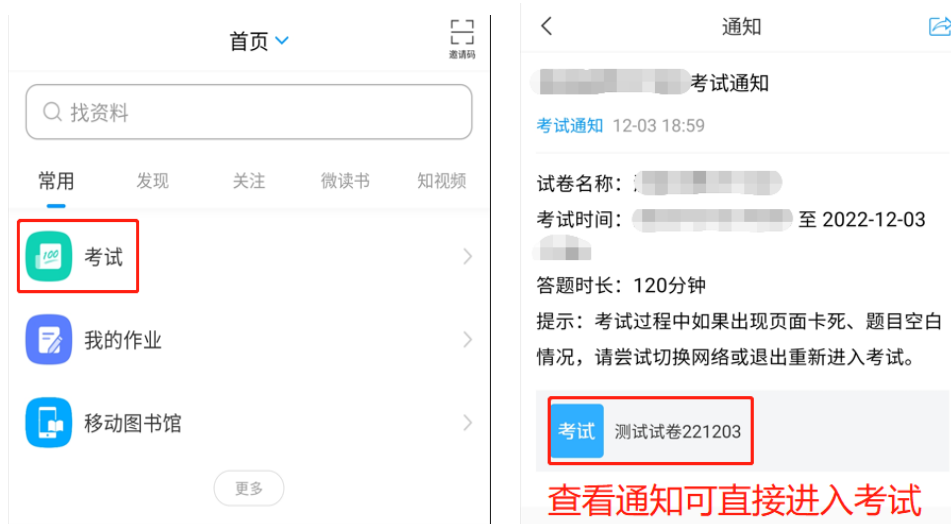 首页
邀请码
找资料
常用
发现
关注
微读书
知视频
考试
我的作业
移动图书馆
更多
通知
考试通知
考试通知 12-03 18:59
试卷名称：
考试时间： 至 2022-12-03
答题时长：120分钟
提示：考试过程中如果出现页面卡死、题目空白
情况，请尝试切换网络或退出重新进入考试。
考试 测试试卷221203
查看通知可直接进入考试